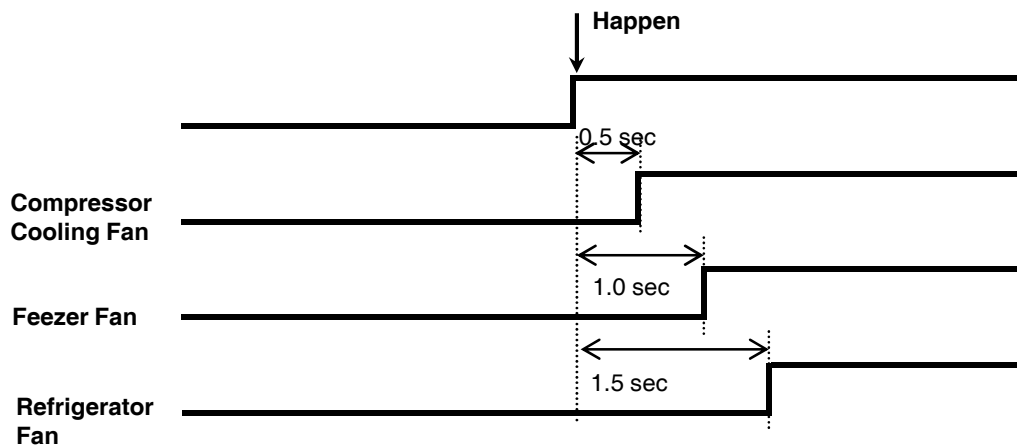 Happen
0.5 sec
Compressor
Cooling Fan
1.0 sec
Feezer Fan
1.5 sec
Refrigerator
Fan